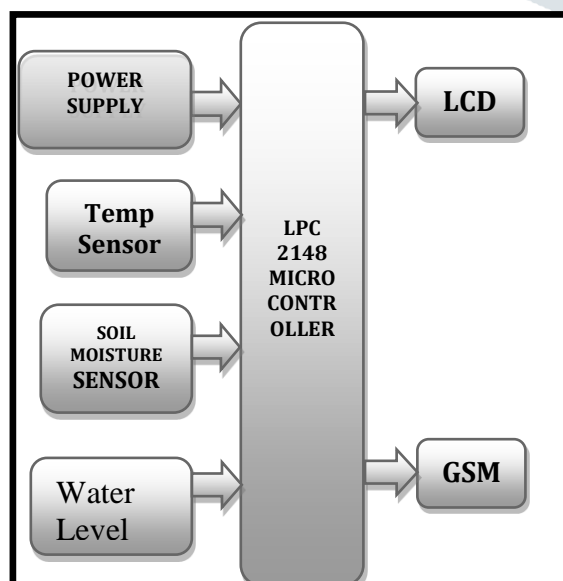 POWER
SUPPLY
Temp
Sensor
SOIL
MOISTURE
SENSOR
Water
Level
LPC
2148
MICRO
CONTR
OLLER
LCD
GSM